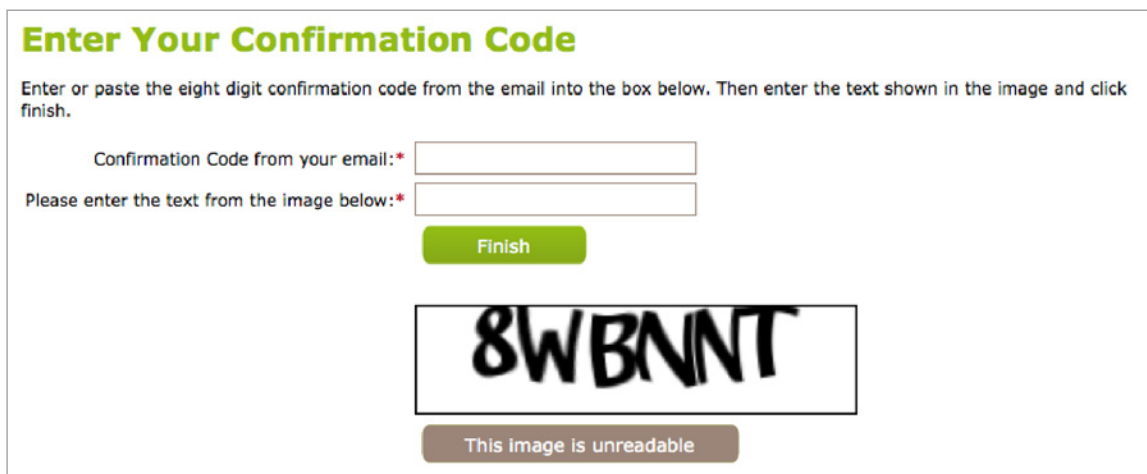 Enter Your Confirmation Code
Enter or paste the eight digit confirmation code from the email into the box below. Then enter the text shown in the image and click
finish.
Confirmation Code from your email:*
Please enter the text from the image below:*
Finish
8WBNNT
This image is unreadable